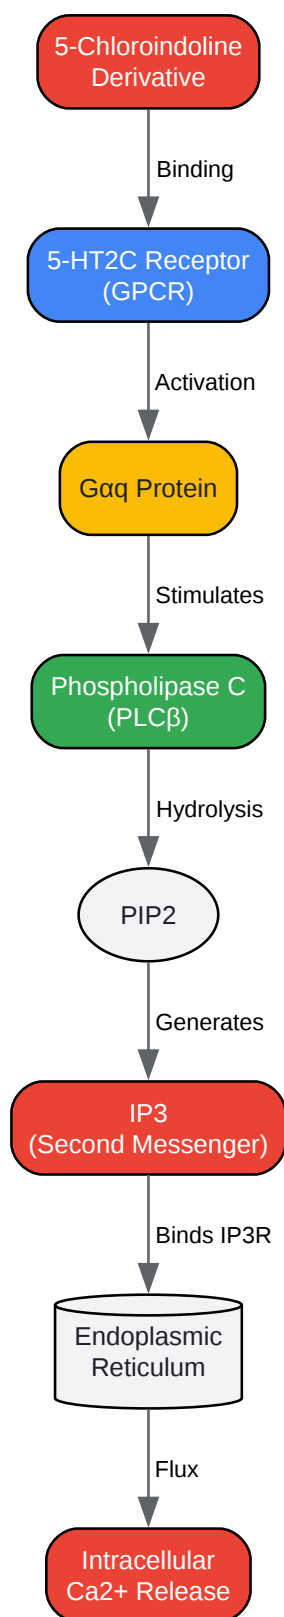 5-Chloroindoline
Derivative
Binding
5-HT2C Receptor
(GPCR)
Activation
Gαq Protein
Stimulates
Phospholipase C
(PLCβ)
Hydrolysis
PIP2
Generates
IP3
(Second Messenger)
Binds IP3R
Endoplasmic
Reticulum
Flux
Intracellular
Ca2+ Release